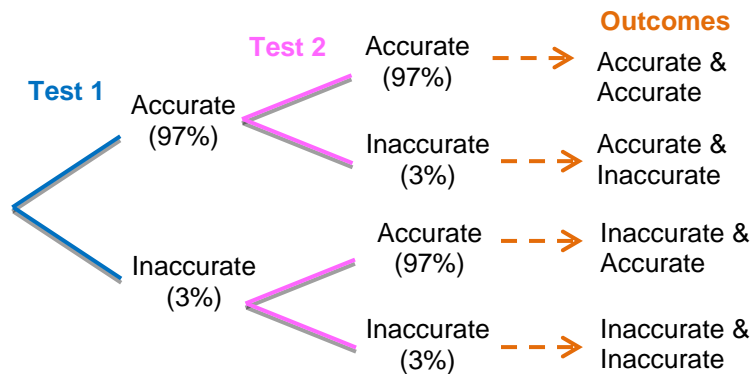 Outcomes
Test 2
Accurate
(97%)
Accurate &
Accurate
Test 1
Accurate
(97%)
Inaccurate
(3%)
Accurate &
Inaccurate
Accurate
(97%)
Inaccurate &
Accurate
Inaccurate
(3%)
Inaccurate
(3%)
Inaccurate &
Inaccurate